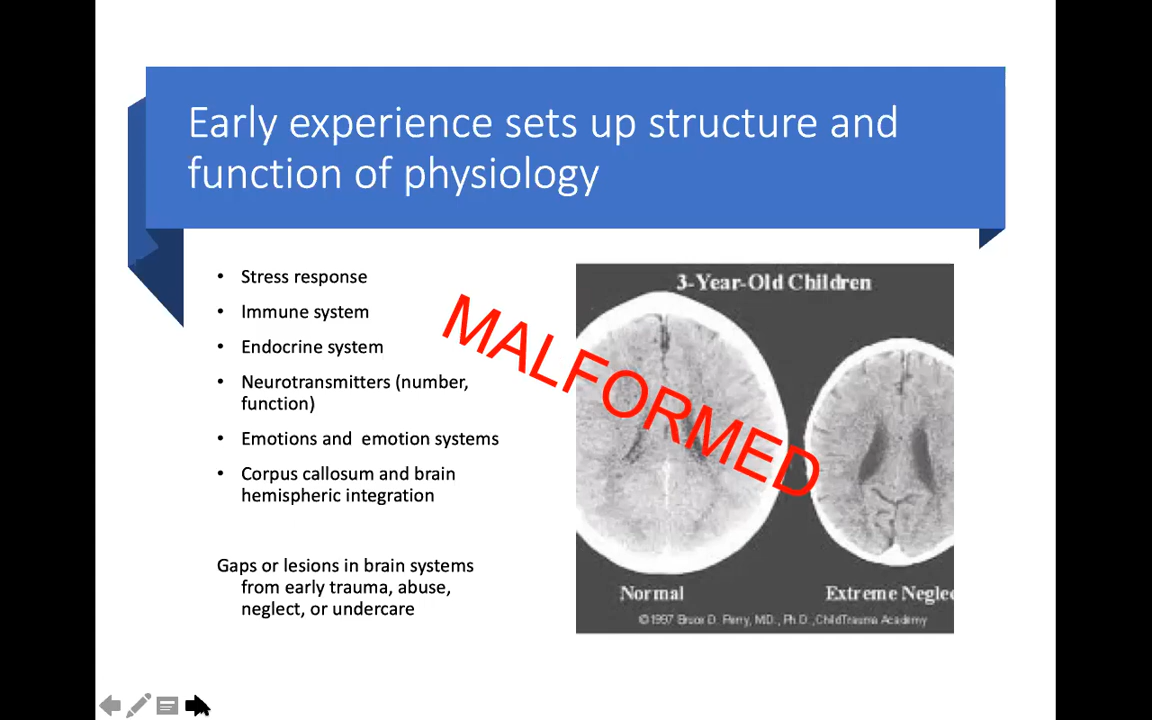 Early experience sets up structure and
function of physiology
• Stress response
• Immune system
• Endocrine system
• Neurotransmitters (number,
function)
• Emotions and emotion systems
• Corpus callosum and brain
hemispheric integration
Gaps or lesions in brain systems
from early trauma, abuse,
neglect, or undercare
3-Year-Old Children
MALFORMED
Normal
Extreme Neglec
©1997 Bruce D. Perry, M.D., Ph.D., ChildTrauma Academy